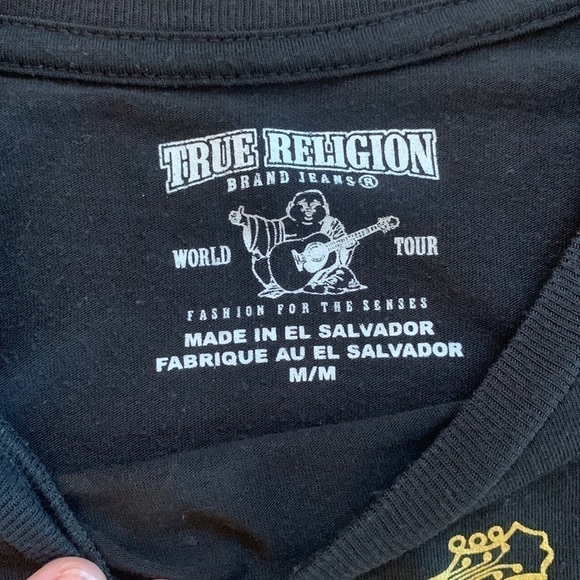 TRUE RELIGION
BRAND JEANS®
WORLD TOUR
FASHION FOR THE SENSES
MADE IN EL SALVADOR
FABRIQUE AU EL SALVADOR
M/M